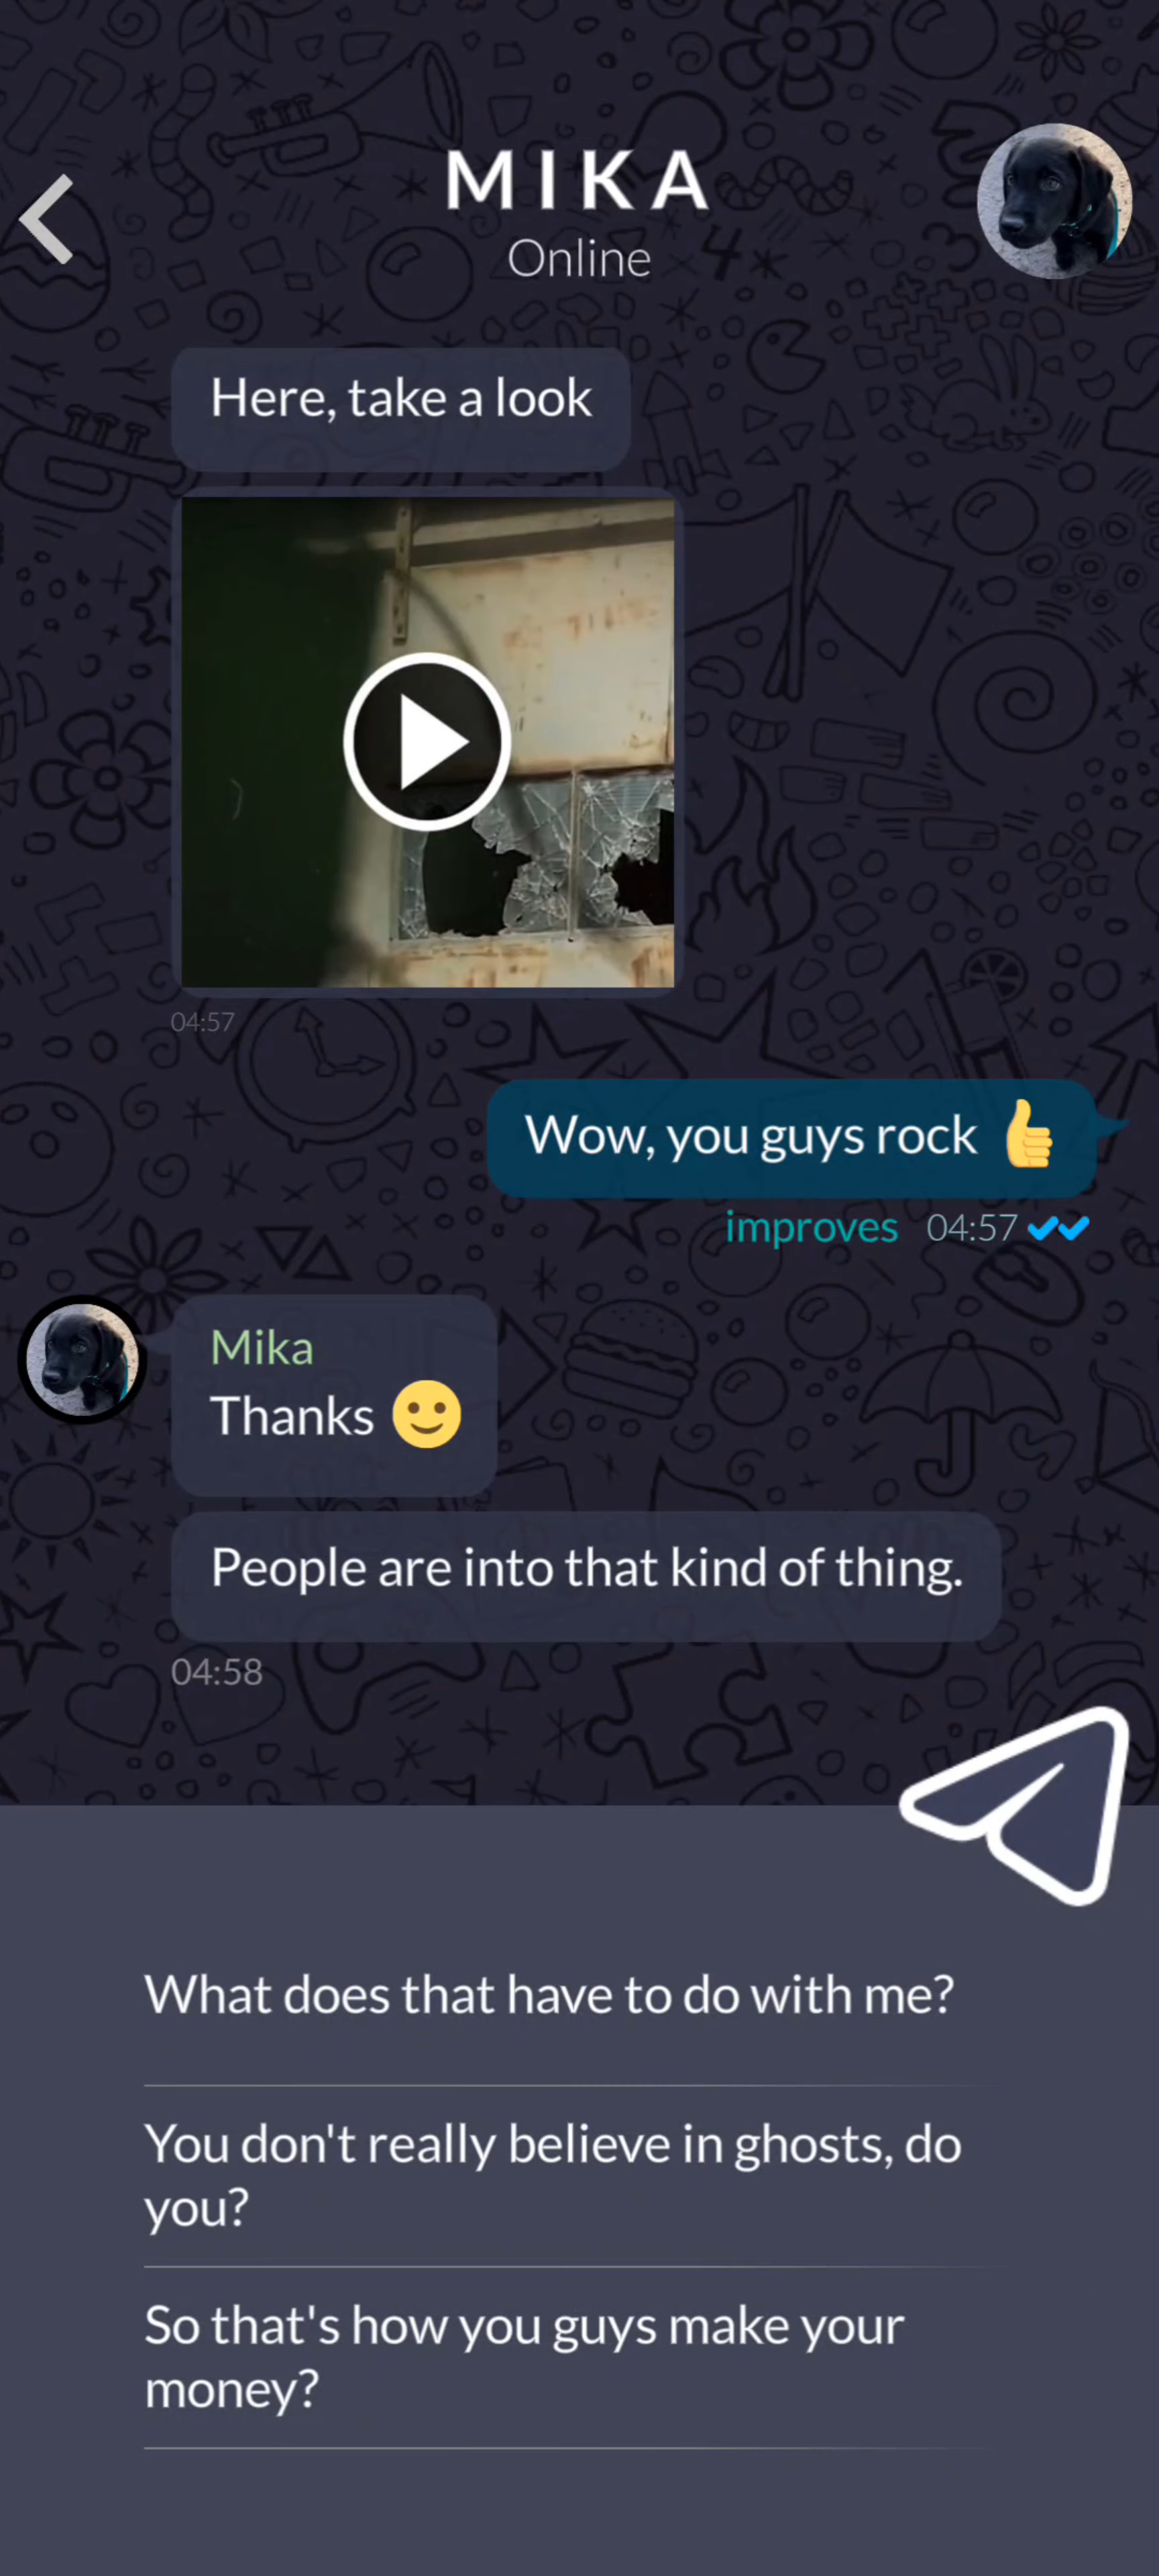 MIKA
Online
Here, take a look
04:57
Wow, you guys rock 👍
improves 04:57
Mika
Thanks 🙂
People are into that kind of thing.
04:58
What does that have to do with me?
You don't really believe in ghosts, do
you?
So that's how you guys make your
money?